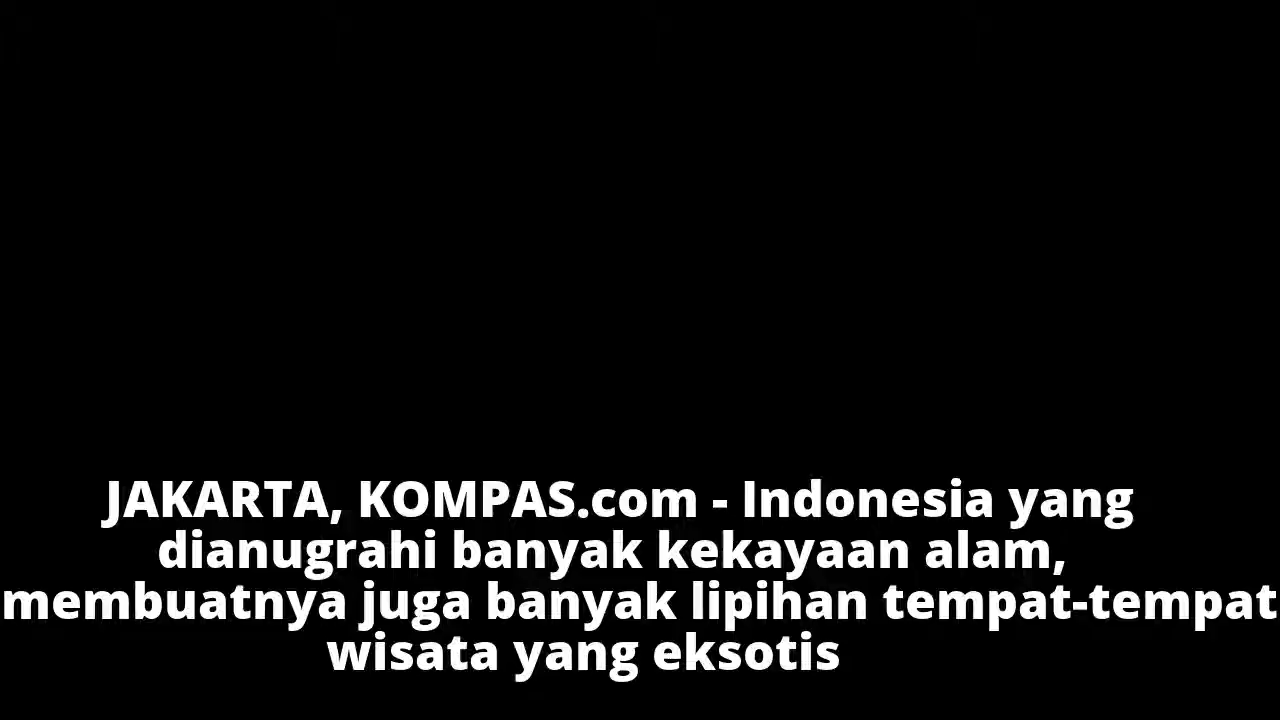 JAKARTA, KOMPAS.com - Indonesia yang
dianugrahi banyak kekayaan alam,
membuatnya juga banyak lipihan tempat-tempat
wisata yang eksotis